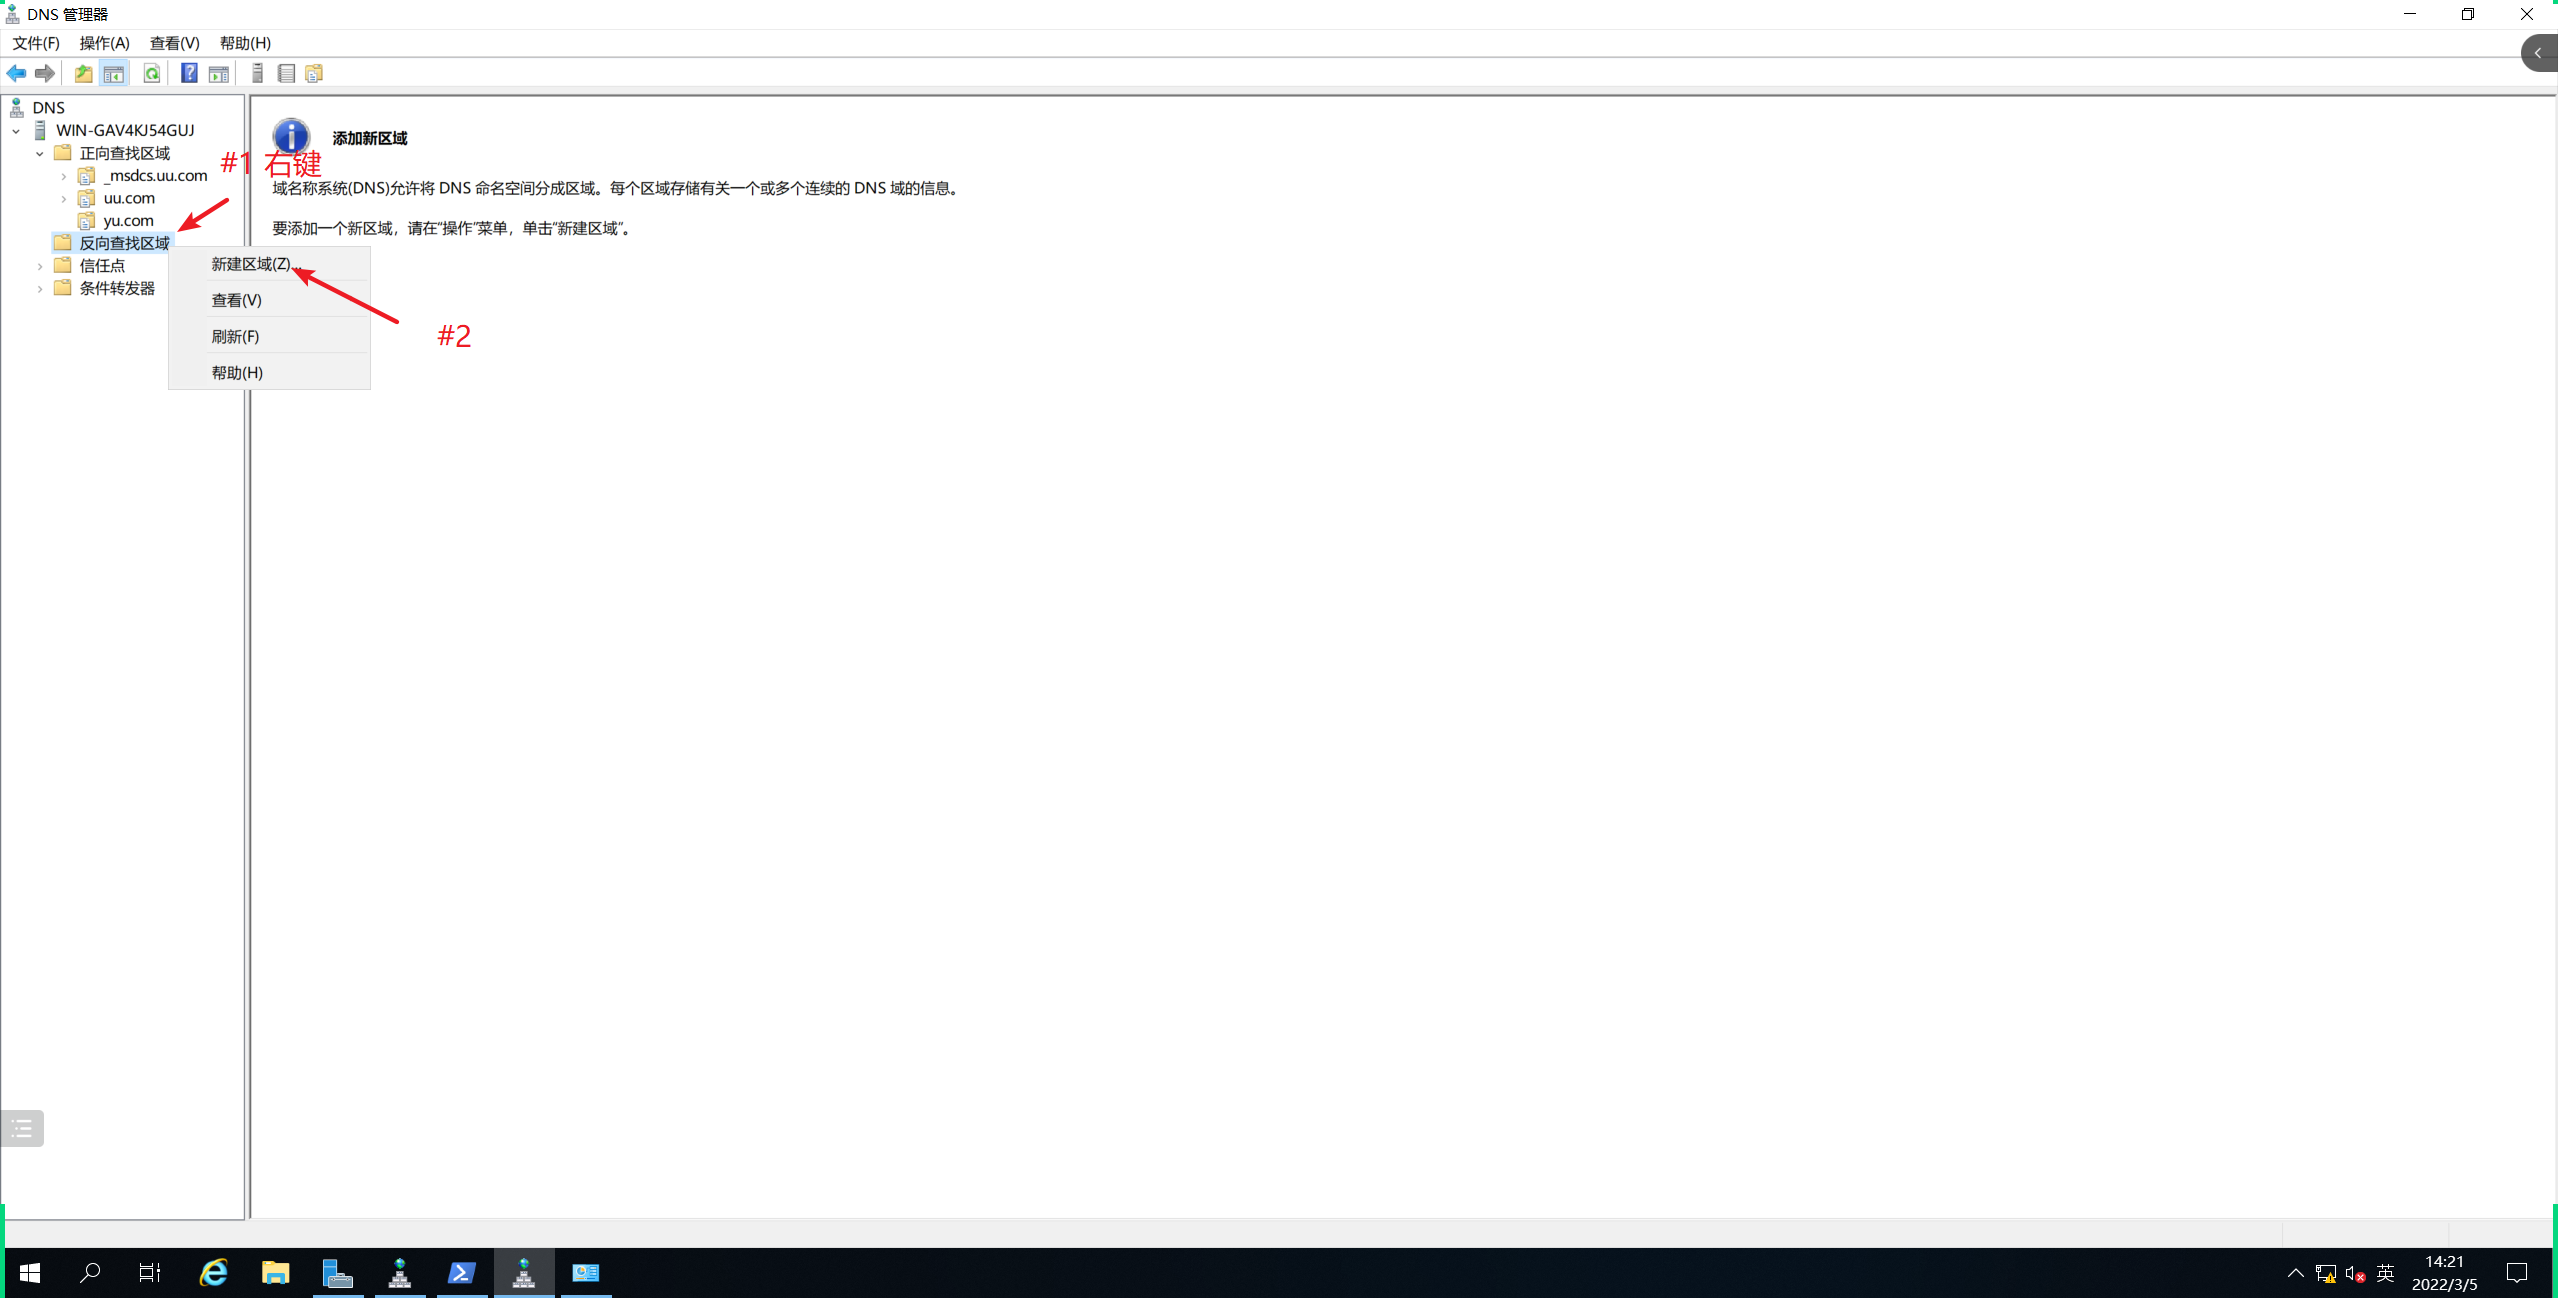 DNS 管理器
文件(F) 操作(A) 查看(V) 帮助(H)
DNS
WIN-GAV4KJ54GUJ
正向查找区域
_msdcs.uu.com
uu.com
yu.com
反向查找区域
信任点
条件转发器
#1 右键
添加新区域
域名称系统(DNS)允许将 DNS 命名空间分成区域。每个区域存储有关一个或多个连续的 DNS 域的信息。
要添加一个新区域，请在“操作”菜单，单击“新建区域”。
新建区域(Z)...
查看(V)
刷新(F)
帮助(H)
#2
英
14:21
2022/3/5